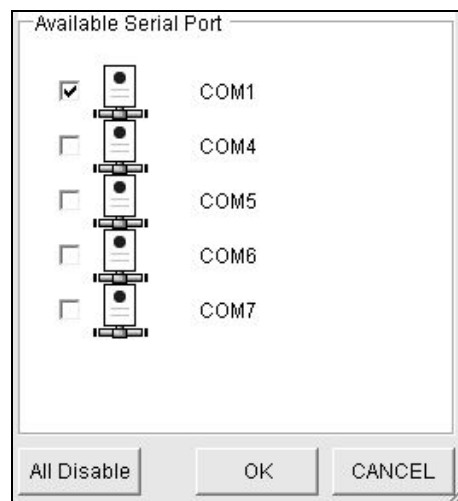 Available Serial Port
COM1
COM4
COM5
COM6
COM7
All Disable OK CANCEL